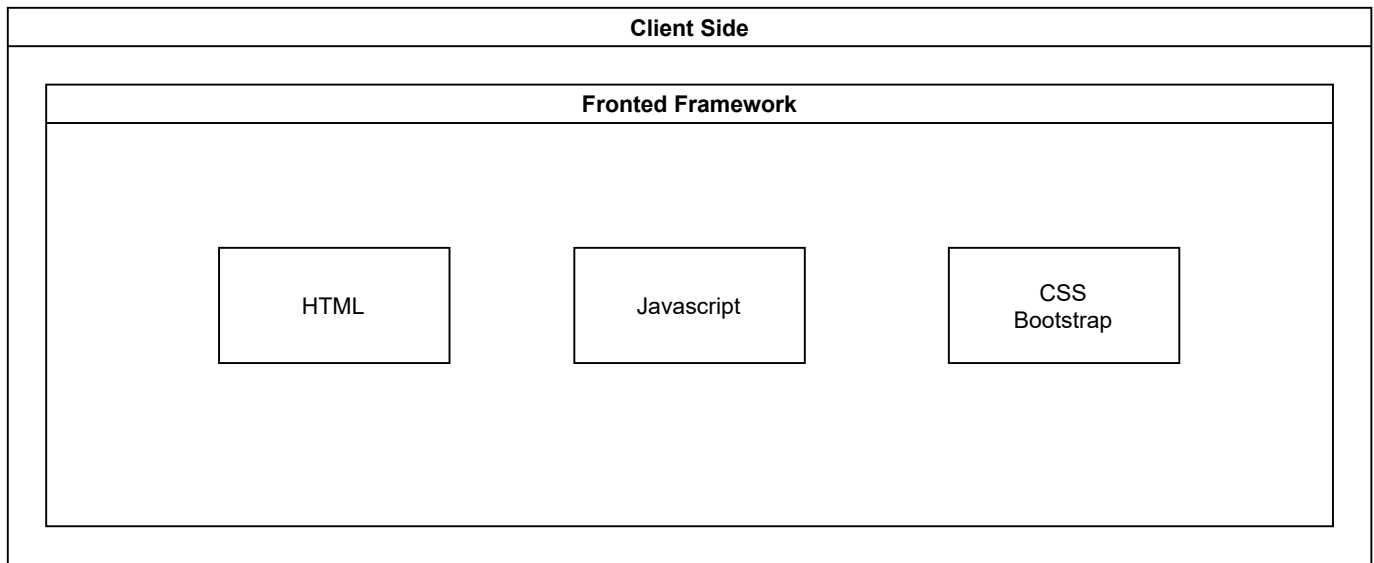 Client Side
Fronted Framework
HTML
Javascript
CSS
Bootstrap